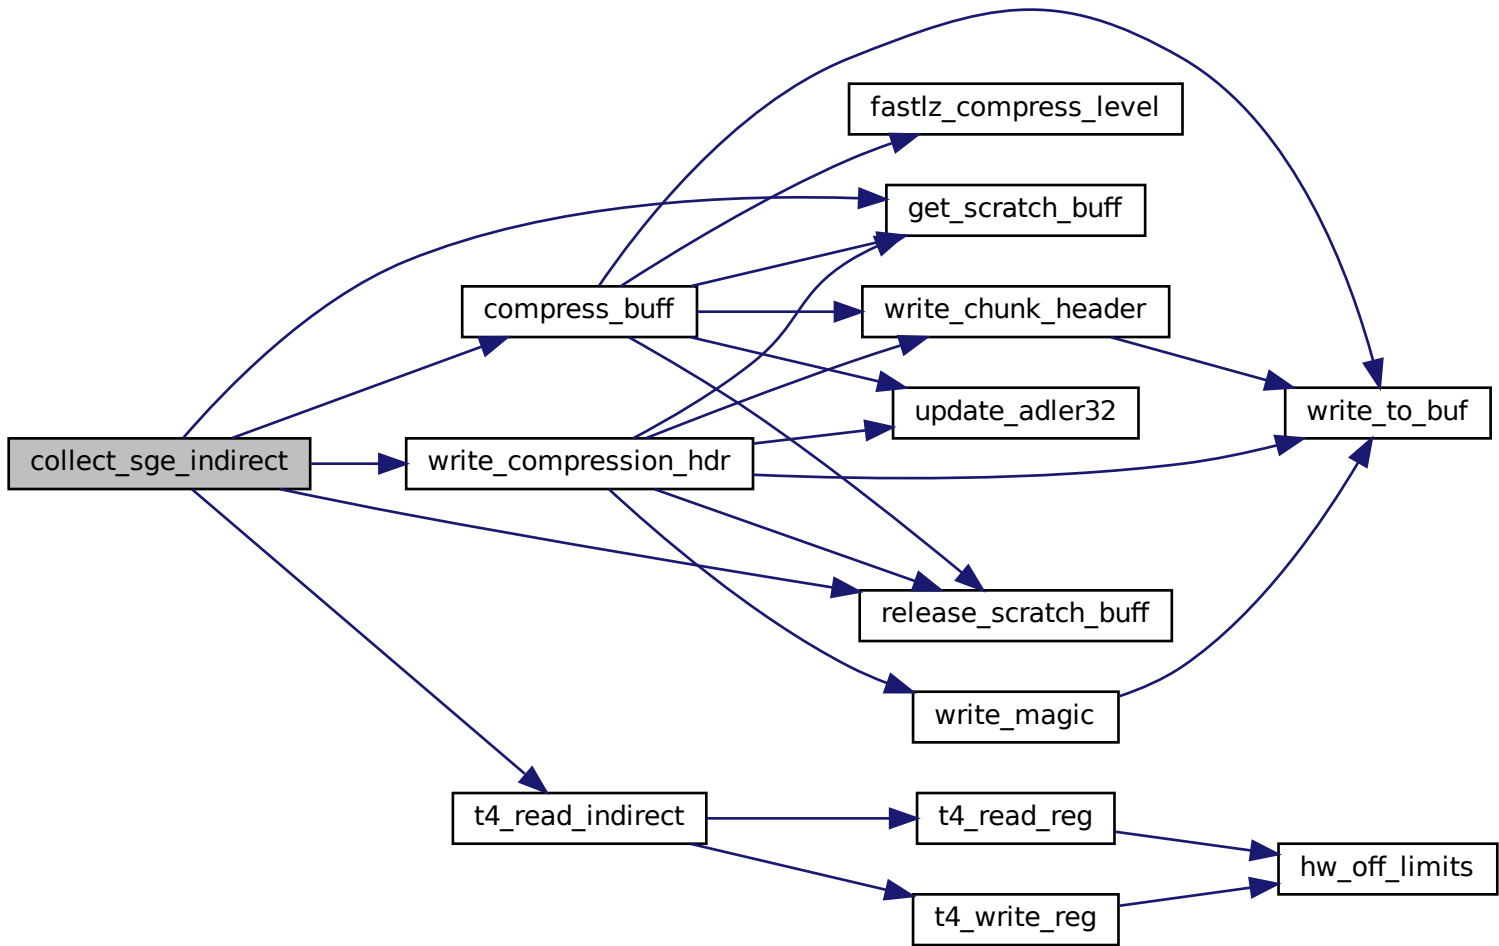 fastlz_compress_level
get_scratch_buff
compress_buff
write_chunk_header
update_adler32
write_to_buf
collect_sge_indirect
write_compression_hdr
release_scratch_buff
write_magic
t4_read_indirect
t4_read_reg
hw_off_limits
t4_write_reg